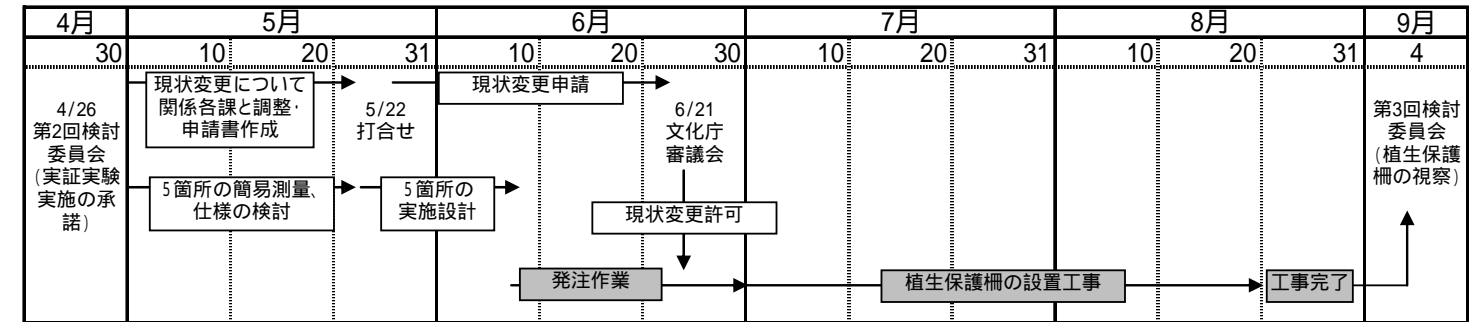 4月 5月 6月 7月 8月 9月
30 10 20 31 10 20 30 10 20 31 10 20 31 4
4/26
第2回検討
委員会
(実証実験
実施の承
諾)
現状変更について
関係各課と調整・
申請書作成
5/22
打合せ
現状変更申請
6/21
文化庁
審議会
第3回検討
委員会
(植生保護
柵の視察)
5箇所の簡易測量、
仕様の検討
5箇所の
実施設計
現状変更許可
発注作業
植生保護柵の設置工事
工事完了